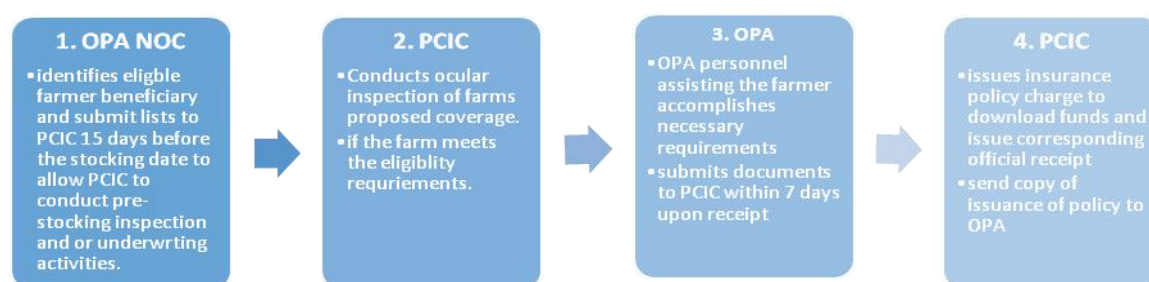 1. OPA NOC
•identifies eligble
farmer beneficiary
and submit lists to
PCIC 15 days before
the stocking date to
allow PCIC to
conduct pre-
stocking inspection
and or underwrting
activities.
2. PCIC
•Conducts ocular
inspection of farms
proposed coverage.
•if the farm meets
the eligiblity
requriements.
3. OPA
•OPA personnel
assisting the farmer
accomplishes
necessary
requirements
•submits documents
to PCIC within 7 days
upon receipt
4. PCIC
•issues insurance
policy charge to
download funds and
issue corresponding
official receipt
•send copy of
issuance of policy to
OPA